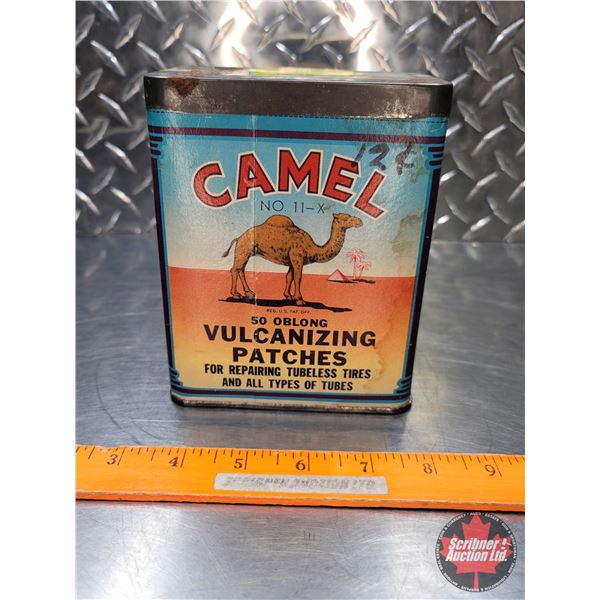 12¢
CAMEL
NO. 11-X
REG. U.S. PAT. OFF.
50 OBLONG
VULCANIZING
PATCHES
FOR REPAIRING TUBELESS TIRES
AND ALL TYPES OF TUBES
3 4 5 6 7 8 9
SCRIBNER AUCTION LTD.
Scribner
Auction Ltd.